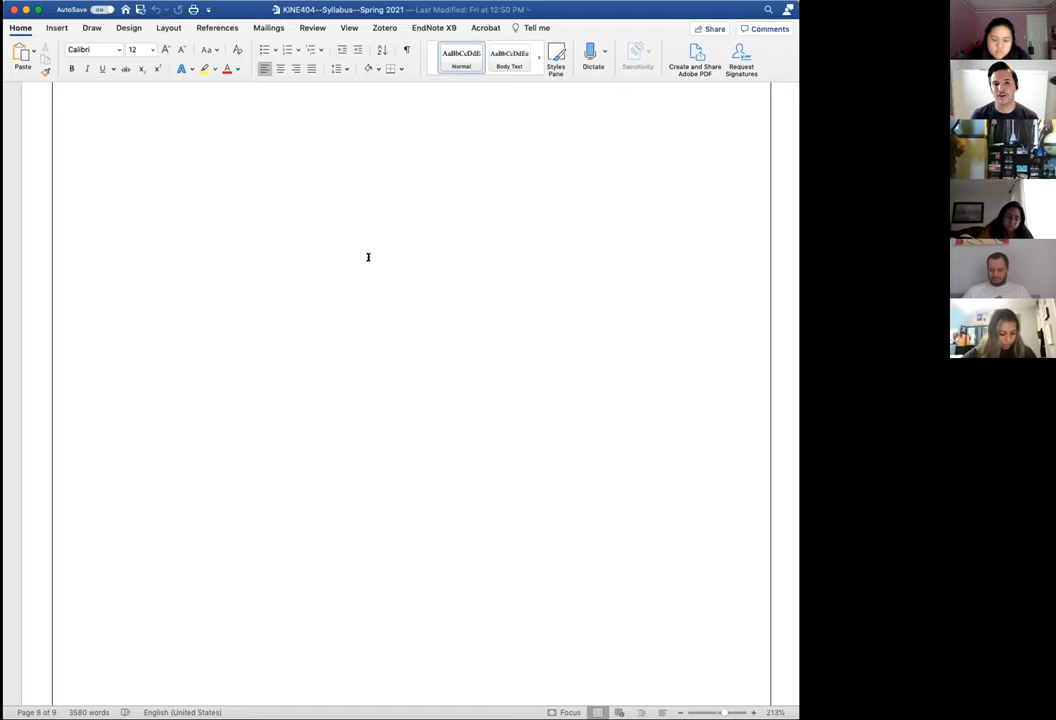 AutoSave ON KINE404--Syllabus--Spring 2021 — Last Modified: Fri at 12:50 PM
Home Insert Draw Design Layout References Mailings Review View Zotero EndNote X9 Acrobat Tell me Share Comments
Paste Calibri 12 Aa AaBbCcDdE Normal AaBbCcDdEe Body Text Styles Pane Dictate Sensitivity Create and Share Adobe PDF Request Signatures
Page 8 of 9 3580 words English (United States) Focus 213%